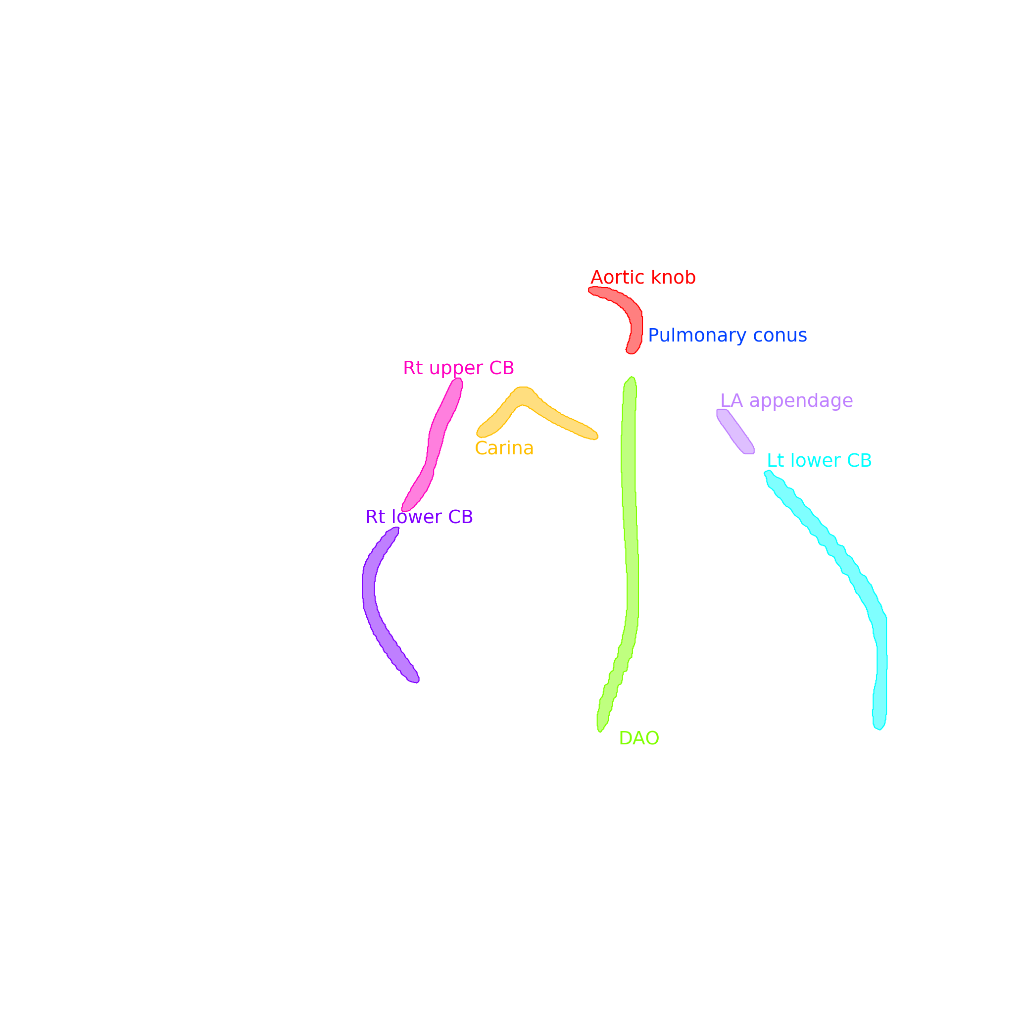 Aortic knob
Pulmonary conus
Rt upper CB
LA appendage
Carina
Lt lower CB
Rt lower CB
DAO